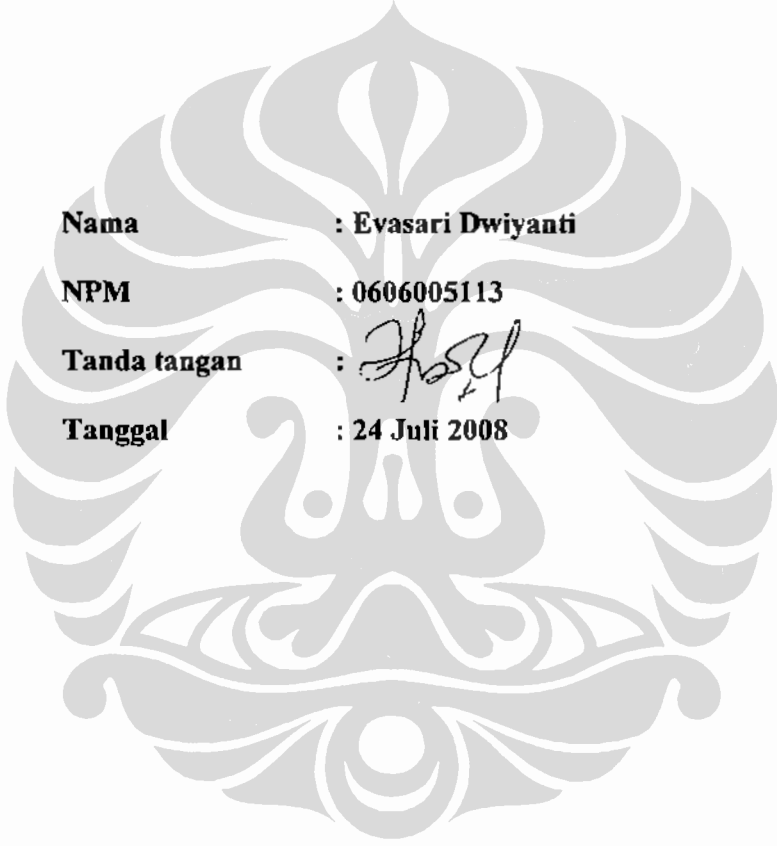 Nama : Evasari Dwiyanti
NPM : 0606005113
Tanda tangan :
Tanggal : 24 Juli 2008